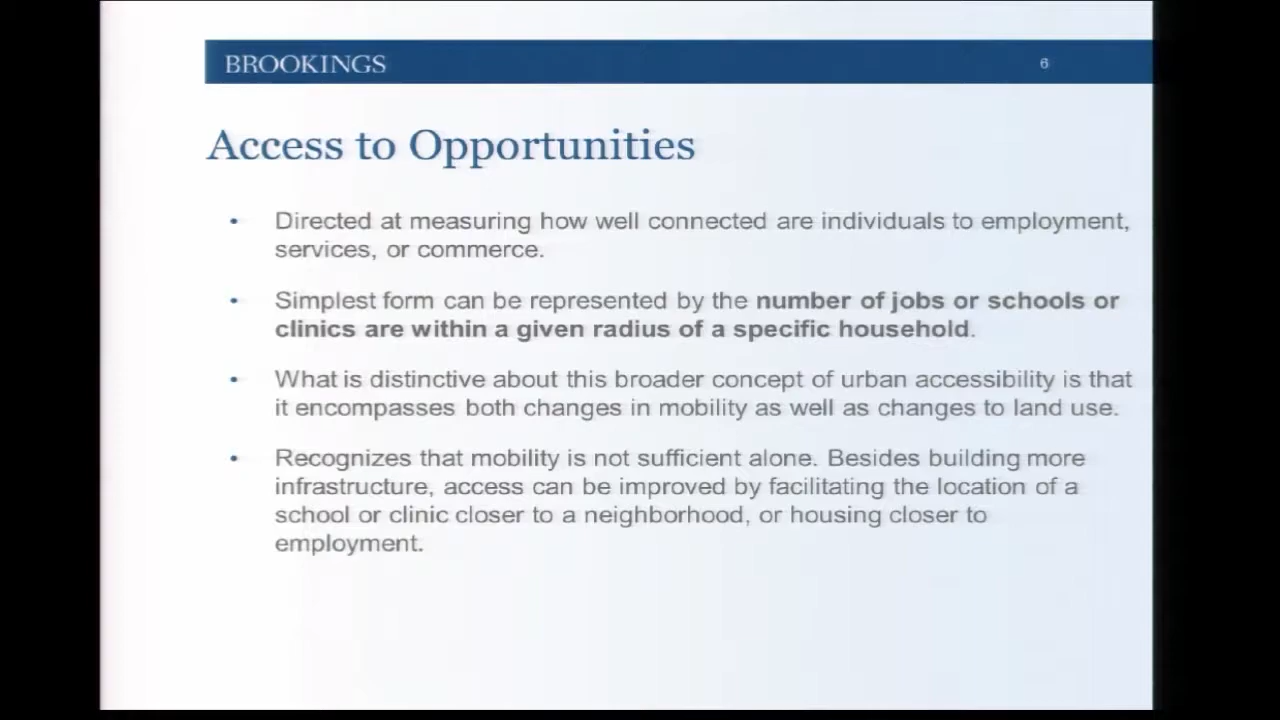 BROOKINGS
6
Access to Opportunities
• Directed at measuring how well connected are individuals to employment,
services, or commerce.
• Simplest form can be represented by the number of jobs or schools or
clinics are within a given radius of a specific household.
• What is distinctive about this broader concept of urban accessibility is that
it encompasses both changes in mobility as well as changes to land use.
• Recognizes that mobility is not sufficient alone. Besides building more
infrastructure, access can be improved by facilitating the location of a
school or clinic closer to a neighborhood, or housing closer to
employment.